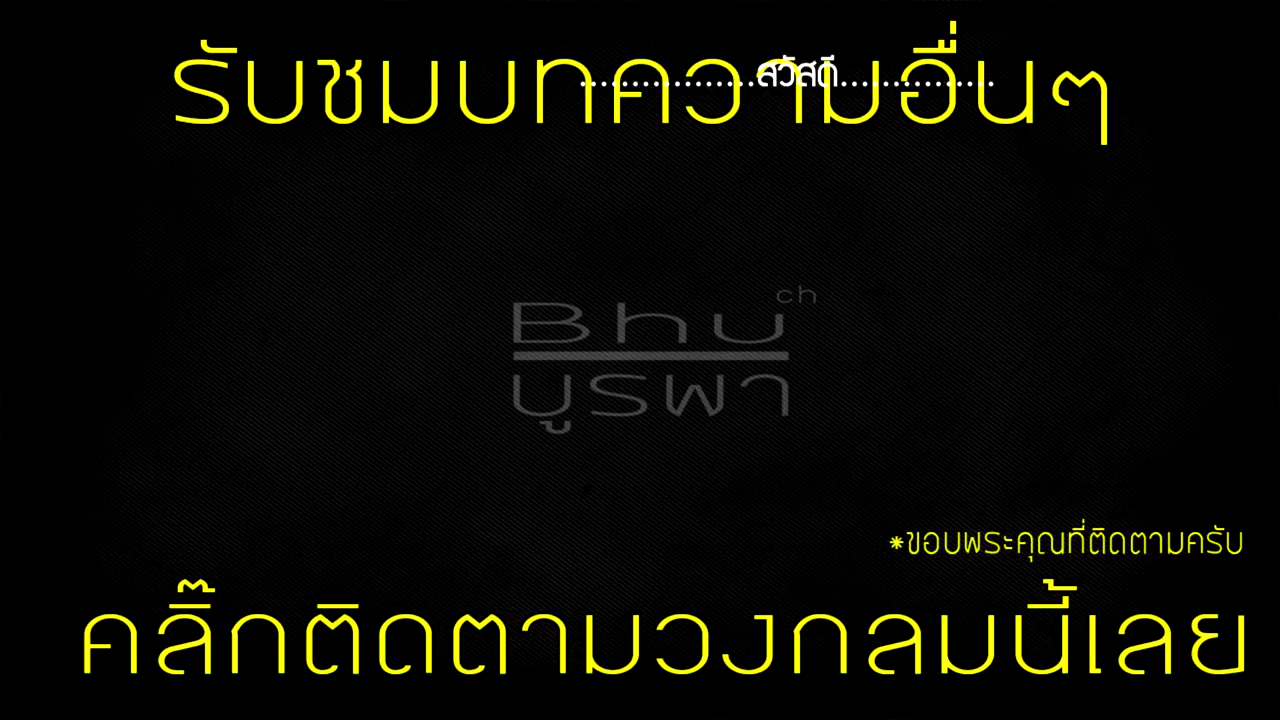 รับชมบทความอื่นๆ
.................สวัสดี...............
ch
Bhu
บูรพา
*ขอบพระคุณที่ติดตามครับ
คลิ๊กติดตามวงกลมนี้เลย